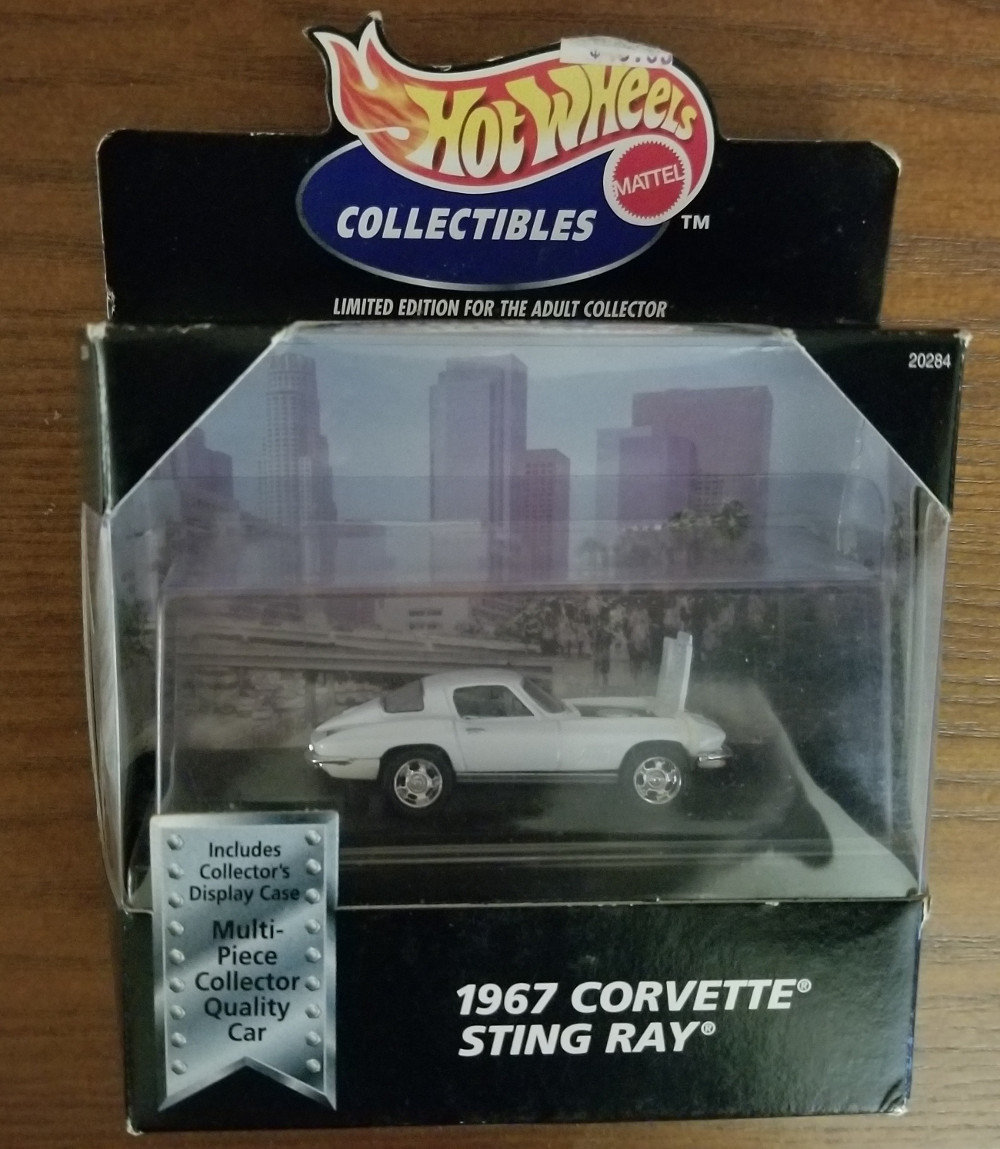 HOT WHEELS
MATTEL
COLLECTIBLES
TM
LIMITED EDITION FOR THE ADULT COLLECTOR
20284
Includes
Collector's
Display Case
Multi-
Piece
Collector
Quality
Car
1967 CORVETTE®
STING RAY®